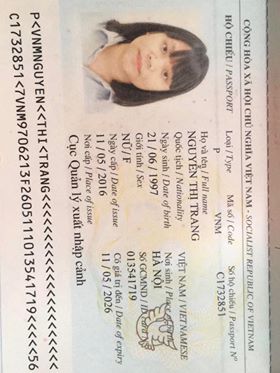 CỘNG HÒA XÃ HỘI CHỦ NGHĨA VIỆT NAM - SOCIALIST REPUBLIC OF VIET NAM
HỘ CHIẾU / PASSPORT
Loại / Type Mã số / Code Số hộ chiếu / Passport Nº
P VNM C1732851
Họ và tên / Full name
NGUYỄN THỊ TRANG
Quốc tịch / Nationality
VIỆT NAM / VIETNAMESE
Ngày sinh / Date of birth Nơi sinh / Place of birth
21 / 06 / 1997 HÀ NỘI
Giới tính / Sex Số GCMND / ID card Nº
NỮ / F 013541719
Ngày cấp / Date of issue Có giá trị đến / Date of expiry
11 / 05 / 2016 11 / 05 / 2026
Nơi cấp / Place of issue
Cục Quản lý xuất nhập cảnh
P<VNMNGUYEN<<THI<TRANG<<<<<<<<<<<<<<<<<<<<<<
C1732851<7VNM9706213F2605111013541719<<<<<56